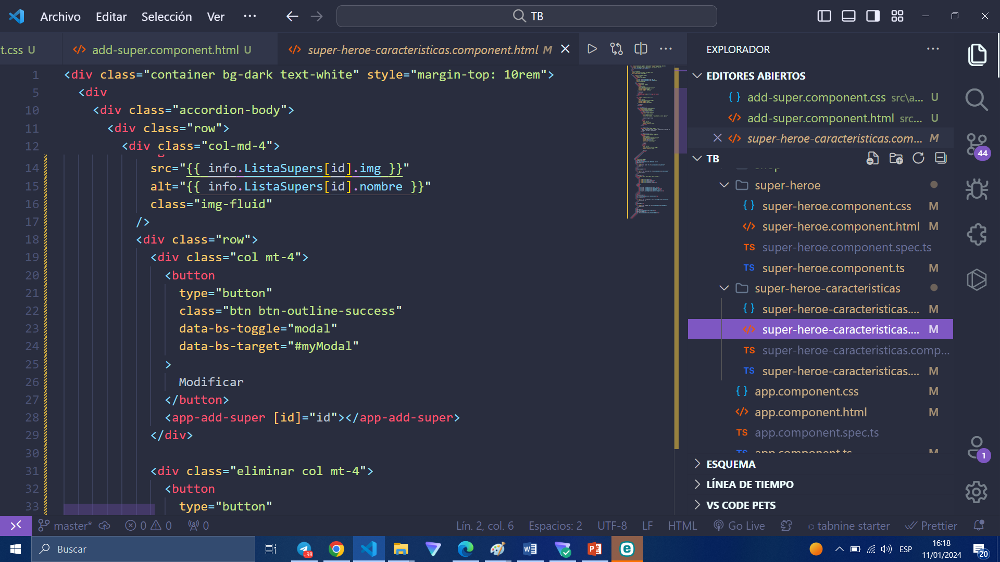 Archivo Editar Selección Ver ··· TB
t.css U
add-super.component.html U
super-heroe-caracteristicas.component.html M
1 <div class="container bg-dark text-white" style="margin-top: 10rem">
5 <div
10 <div class="accordion-body">
11 <div class="row">
12 <div class="col-md-4">
14 src="{{ info.ListaSupers[id].img }}"
15 alt="{{ info.ListaSupers[id].nombre }}"
16 class="img-fluid"
17 />
18 <div class="row">
19 <div class="col mt-4">
20 <button
21 type="button"
22 class="btn btn-outline-success"
23 data-bs-toggle="modal"
24 data-bs-target="#myModal"
25 >
26 Modificar
27 </button>
28 <app-add-super [id]="id"></app-add-super>
29 </div>
30
31 <div class="eliminar col mt-4">
32 <button
33 type="button"
EXPLORADOR
EDITORES ABIERTOS
{} add-super.component.css src\a... U
</> add-super.component.html src... U
</> super-heroe-caracteristicas.com... M
TB
super-heroe
{} super-heroe.component.css M
</> super-heroe.component.html M
TS super-heroe.component.spec.ts
TS super-heroe.component.ts M
super-heroe-caracteristicas
{} super-heroe-caracteristicas.... M
</> super-heroe-caracteristicas.... M
TS super-heroe-caracteristicas.comp...
TS super-heroe-caracteristicas.... M
{} app.component.css M
</> app.component.html M
TS app.component.spec.ts
TS app.component.ts M
ESQUEMA
LÍNEA DE TIEMPO
VS CODE PETS
44
1
master* 0 0 0 Lín. 2, col. 6 Espacios: 2 UTF-8 LF HTML Go Live tabnine starter Prettier
Buscar
98
ESP
16:18
11/01/2024
20